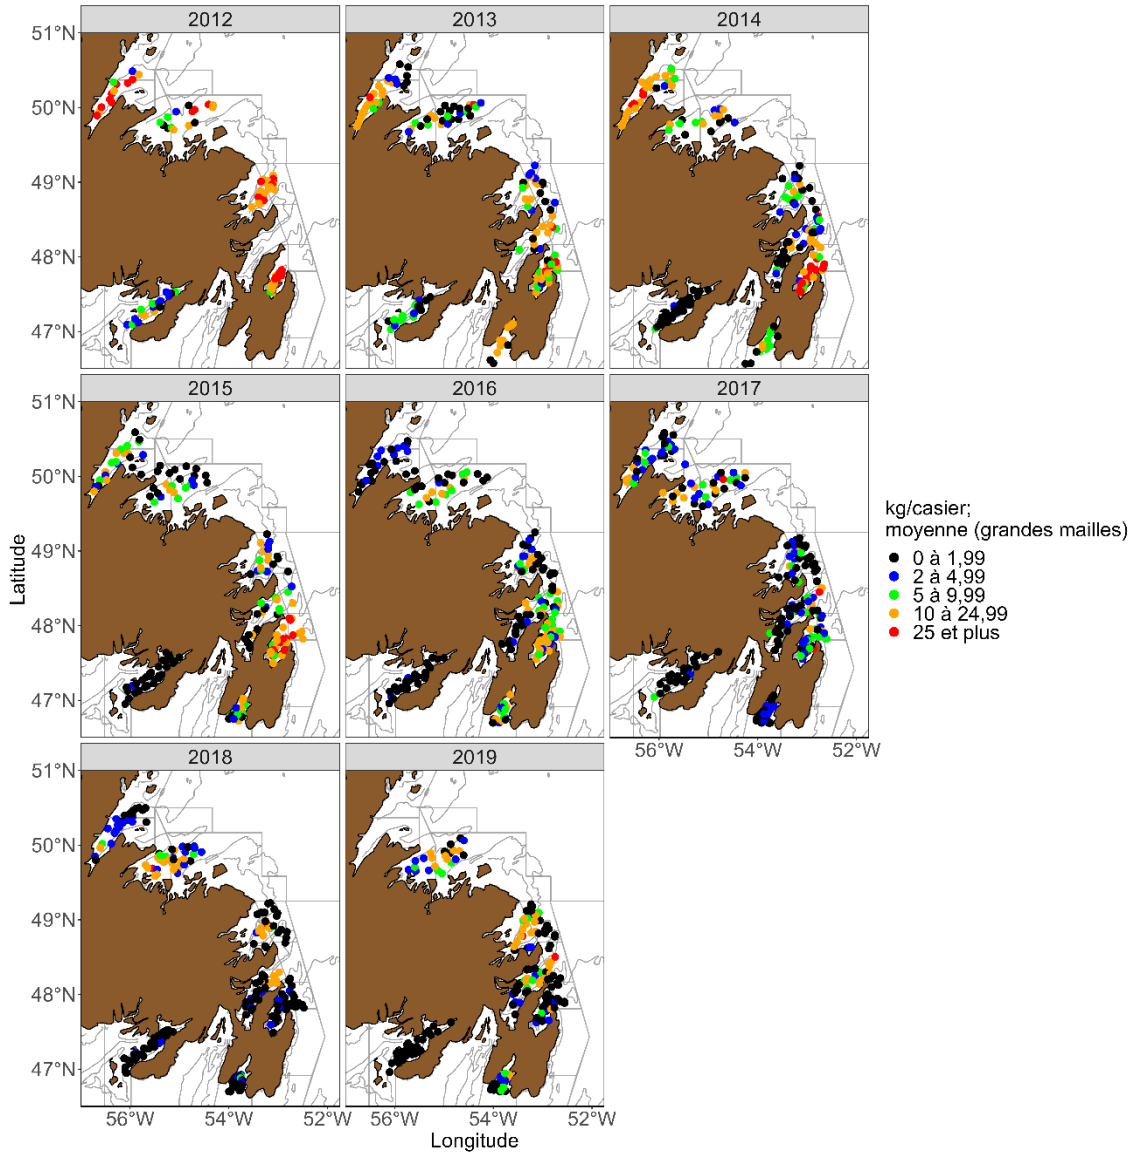 2012
2013
2014
51°N
50°N
49°N
48°N
47°N
2015
2016
2017
51°N
50°N
49°N
48°N
47°N
56°W
54°W
52°W
2018
2019
51°N
50°N
49°N
48°N
47°N
56°W
54°W
52°W
56°W
54°W
52°W
Longitude
Latitude
kg/casier;
moyenne (grandes mailles)
0 à 1,99
2 à 4,99
5 à 9,99
10 à 24,99
25 et plus